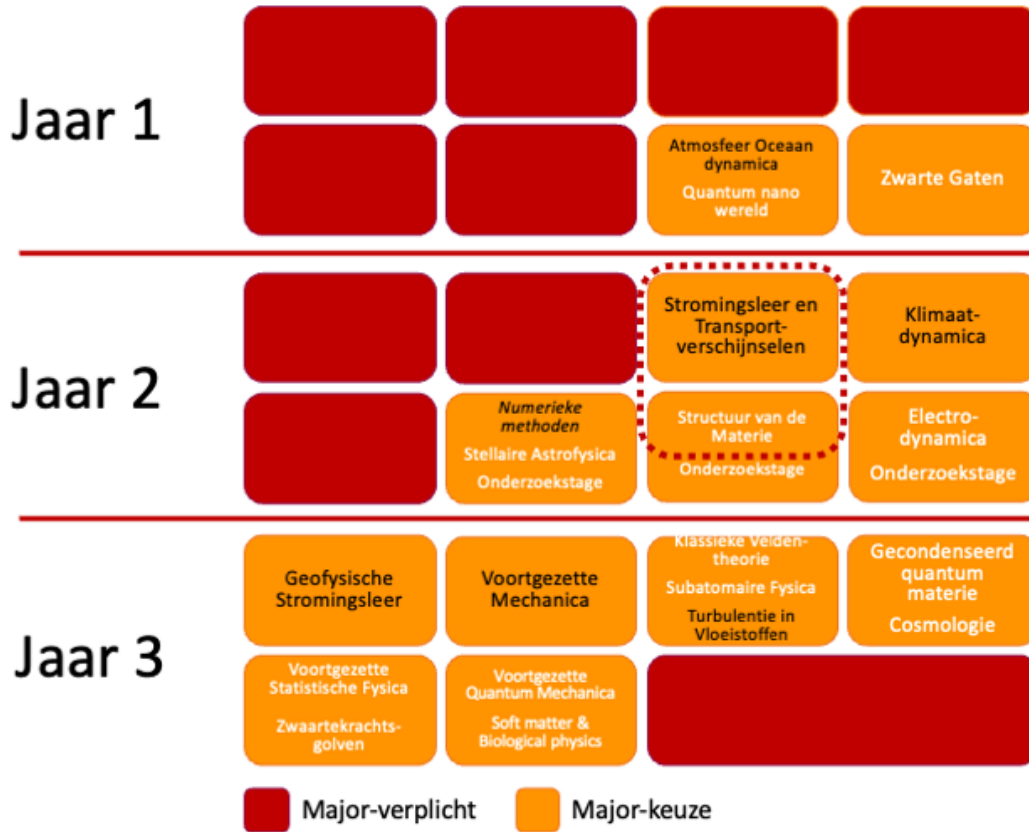 Jaar 1
Atmosfeer Oceaan
dynamica
Quantum nano
wereld
Zwarte Gaten
Jaar 2
Stromingsleer en
Transport-
verschijnselen
Klimaat-
dynamica
Numerieke
methoden
Stellaire Astrofysica
Onderzoekstage
Structuur van de
Materie
Onderzoekstage
Electro-
dynamica
Onderzoekstage
Jaar 3
Geofysische
Stromingsleer
Voortgezette
Mechanica
Klassieke Velden-
theorie
Subatomaire Fysica
Turbulentie in
Vloeistoffen
Gecondenseerd
quantum
materie
Cosmologie
Voortgezette
Statistische Fysica
Zwaartekrachts-
golven
Voortgezette
Quantum Mechanica
Soft matter &
Biological physics
Major-verplicht
Major-keuze